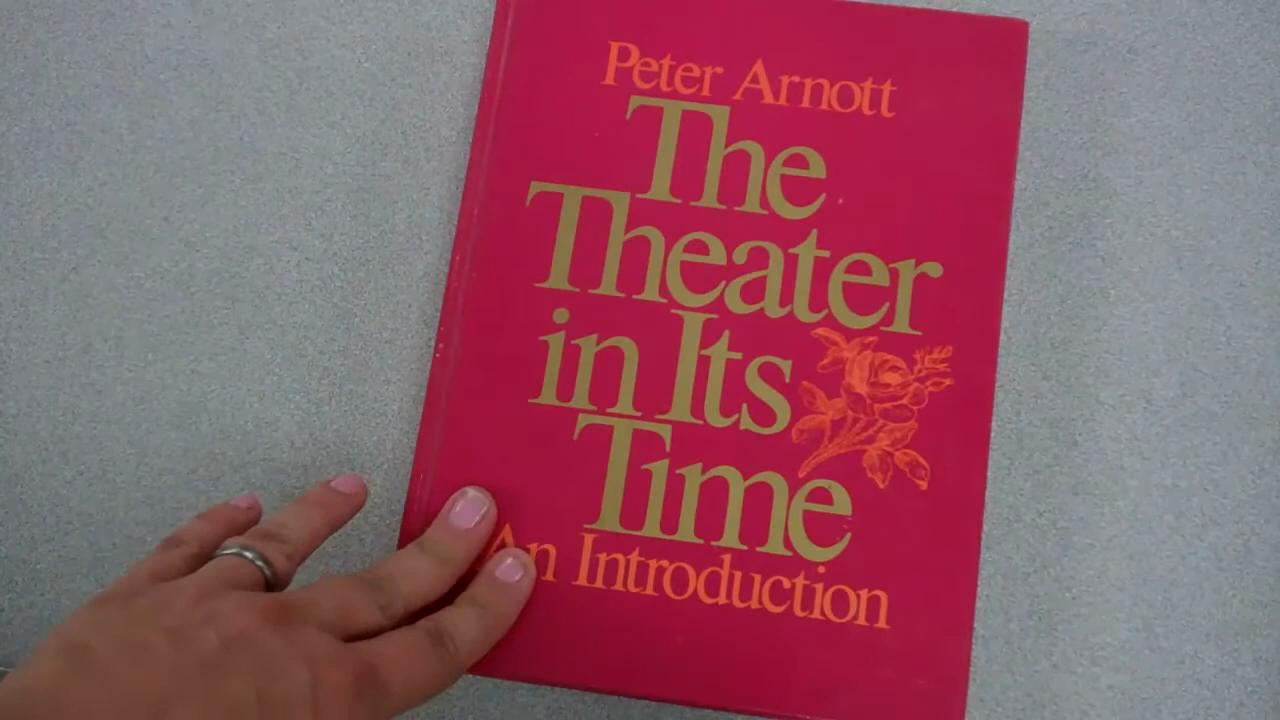 Peter Arnott
The
Theater
in Its
Time
An Introduction